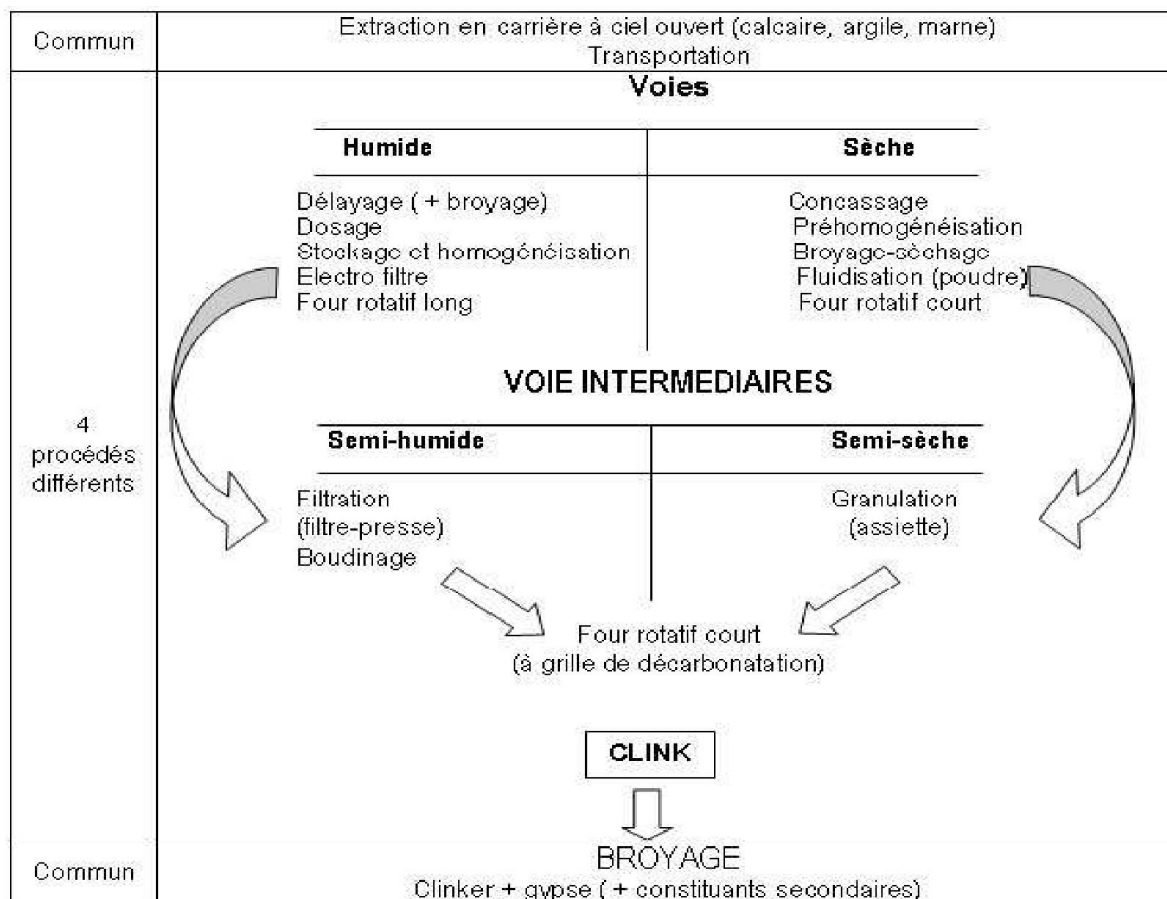 Commun
Extraction en carrière à ciel ouvert (calcaire, argile, marne)
Transportation
4
procédés
différents
Voies
Humide
Délayage ( + broyage)
Dosage
Stockage et homogénéisation
Electro filtre
Four rotatif long
Sèche
Concassage
Préhomogénéisation
Broyage-sèchage
Fluidisation (poudre)
Four rotatif court
VOIE INTERMEDIAIRES
Semi-humide
Filtration
(filtre-presse)
Boudinage
Semi-sèche
Granulation
(assiette)
Four rotatif court
(à grille de décarbonatation)
CLINK
Commun
BROYAGE
Clinker + gypse ( + constituants secondaires)